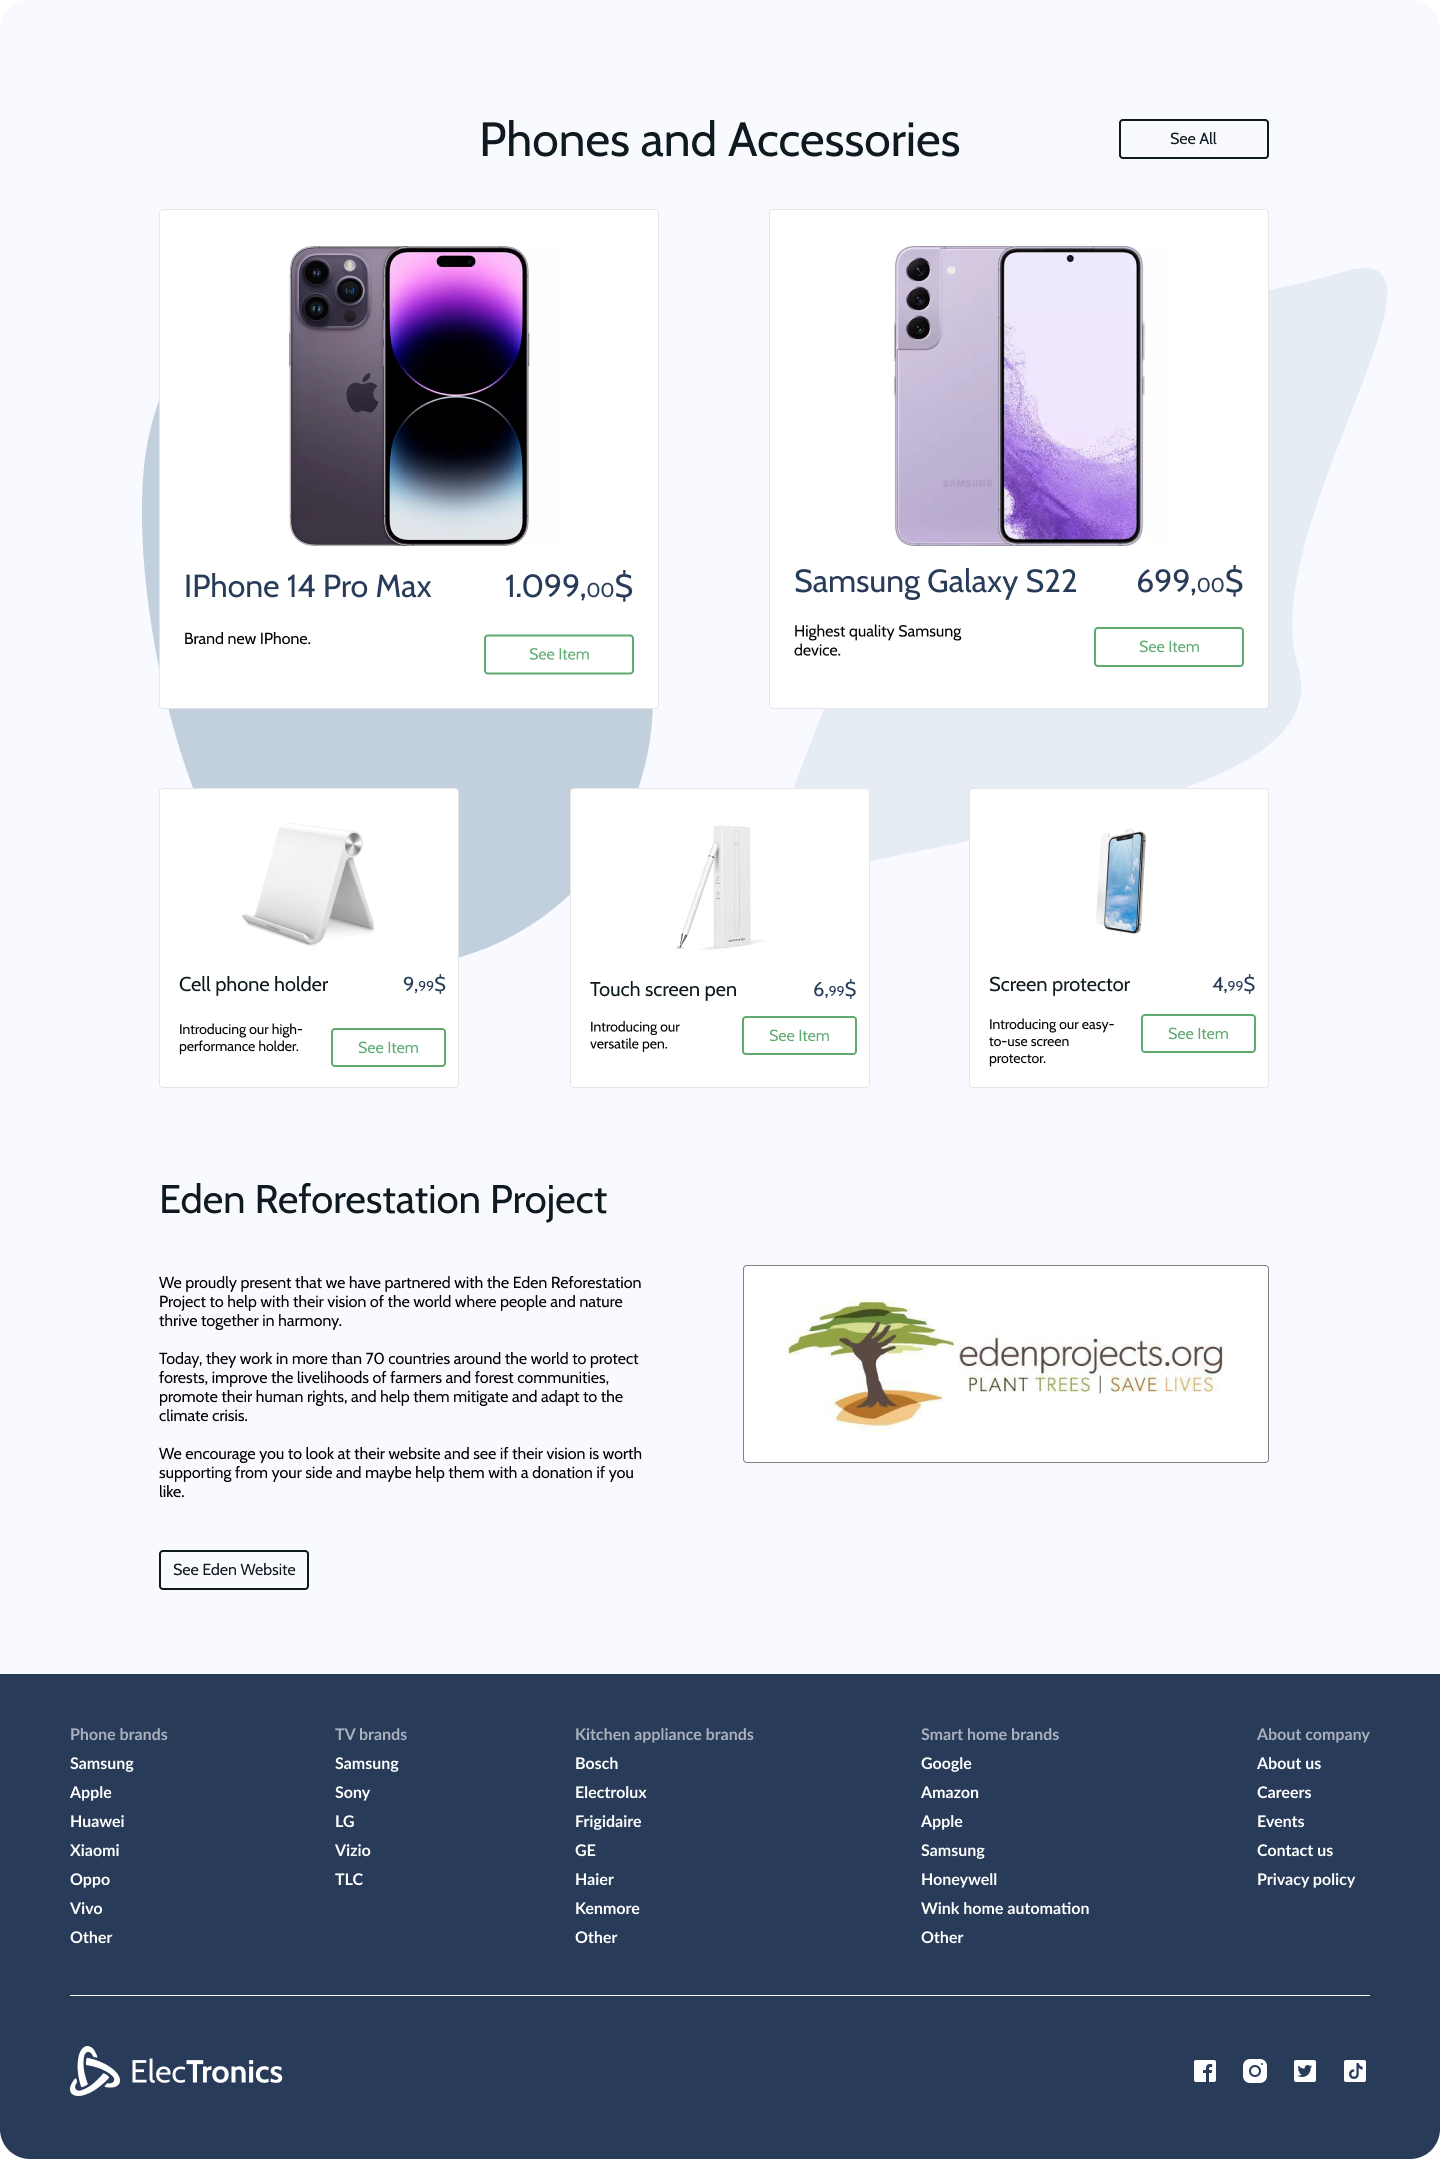 Phones and Accessories
See All
SAMSUNG
IPhone 14 Pro Max
1.099,00$
Brand new IPhone.
See Item
Samsung Galaxy S22
699,00$
Highest quality Samsung
device.
See Item
Cell phone holder
9,99$
Introducing our high-
performance holder.
See Item
Touch screen pen
6,99$
Introducing our
versatile pen.
See Item
Screen protector
4,99$
Introducing our easy-
to-use screen
protector.
See Item
Eden Reforestation Project
We proudly present that we have partnered with the Eden Reforestation
Project to help with their vision of the world where people and nature
thrive together in harmony.
Today, they work in more than 70 countries around the world to protect
forests, improve the livelihoods of farmers and forest communities,
promote their human rights, and help them mitigate and adapt to the
climate crisis.
We encourage you to look at their website and see if their vision is worth
supporting from your side and maybe help them with a donation if you
like.
edenprojects.org
PLANT TREES | SAVE LIVES
See Eden Website
Phone brands
Samsung
Apple
Huawei
Xiaomi
Oppo
Vivo
Other
TV brands
Samsung
Sony
LG
Vizio
TLC
Kitchen appliance brands
Bosch
Electrolux
Frigidaire
GE
Haier
Kenmore
Other
Smart home brands
Google
Amazon
Apple
Samsung
Honeywell
Wink home automation
Other
About company
About us
Careers
Events
Contact us
Privacy policy
ElecTronics